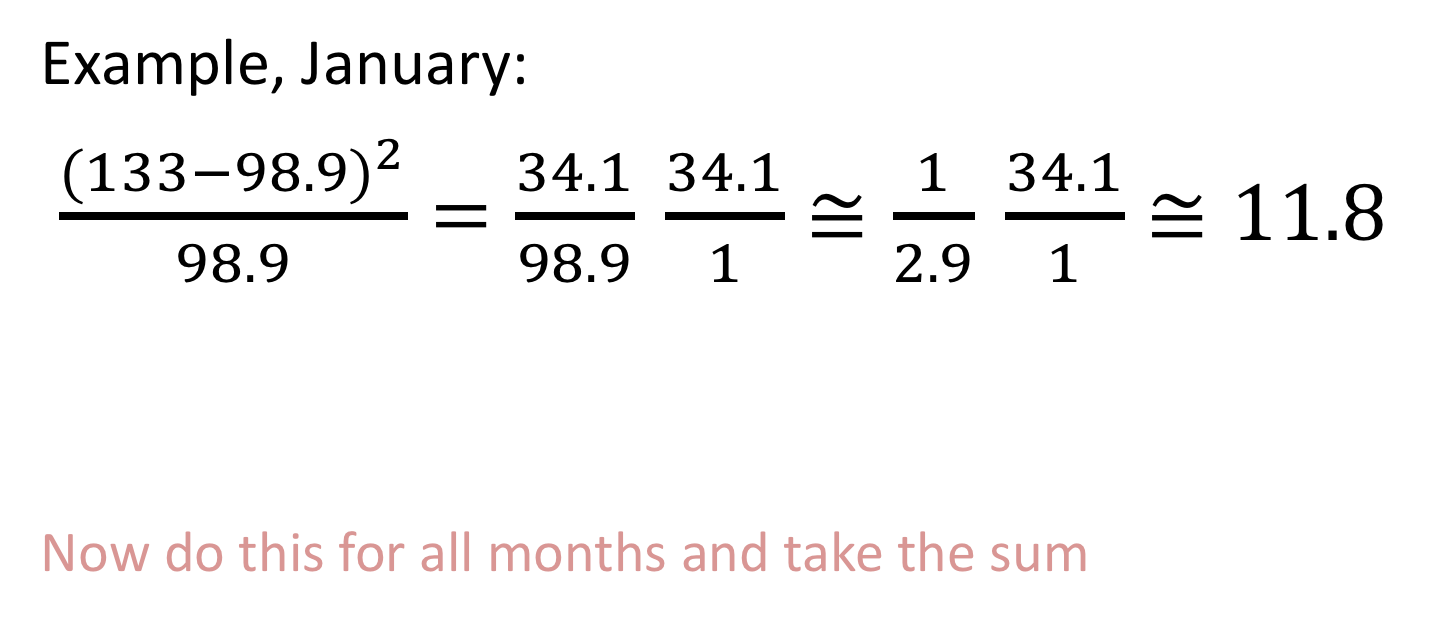 Example, January:
(133−98.9)²/98.9 = 34.1/98.9 34.1/1 ≅ 1/2.9 34.1/1 ≅ 11.8
Now do this for all months and take the sum